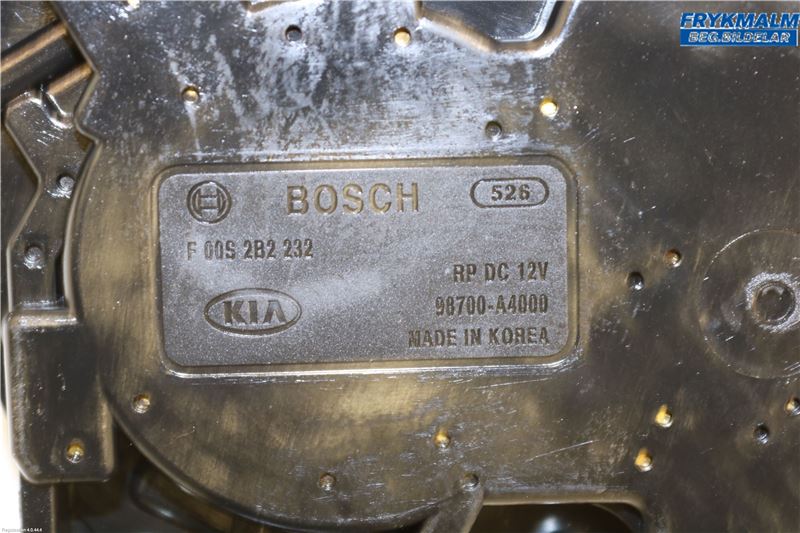 FRYKMALM
BEG.BILDELAR
BOSCH 526
F 00S 2B2 232
RP DC 12V
KIA 98700-A4000
MADE IN KOREA